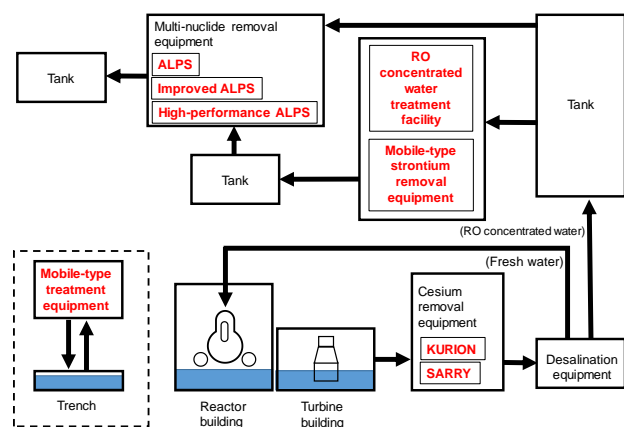 Multi-nuclide removal
equipment
ALPS
Improved ALPS
High-performance ALPS
Tank
RO
concentrated
water
treatment
facility
Mobile-type
strontium
removal
equipment
Tank
Tank
(RO concentrated water)
(Fresh water)
Mobile-type
treatment
equipment
Trench
Reactor
building
Turbine
building
Cesium
removal
equipment
KURION
SARRY
Desalination
equipment